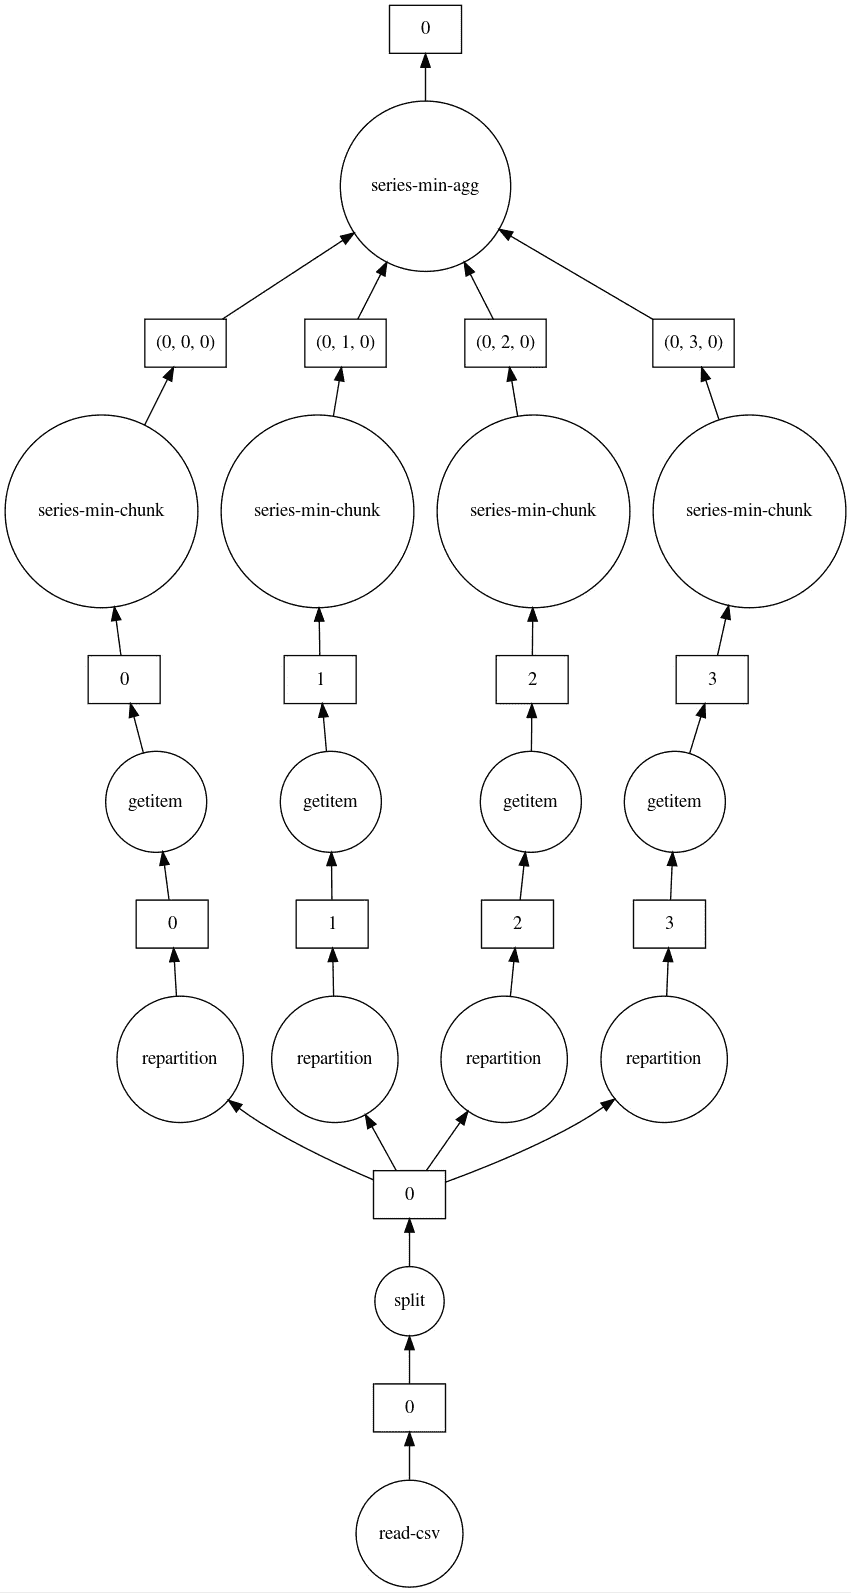 0
series-min-agg
(0, 0, 0)
(0, 1, 0)
(0, 2, 0)
(0, 3, 0)
series-min-chunk
series-min-chunk
series-min-chunk
series-min-chunk
0
1
2
3
getitem
getitem
getitem
getitem
0
1
2
3
repartition
repartition
repartition
repartition
0
split
0
read-csv